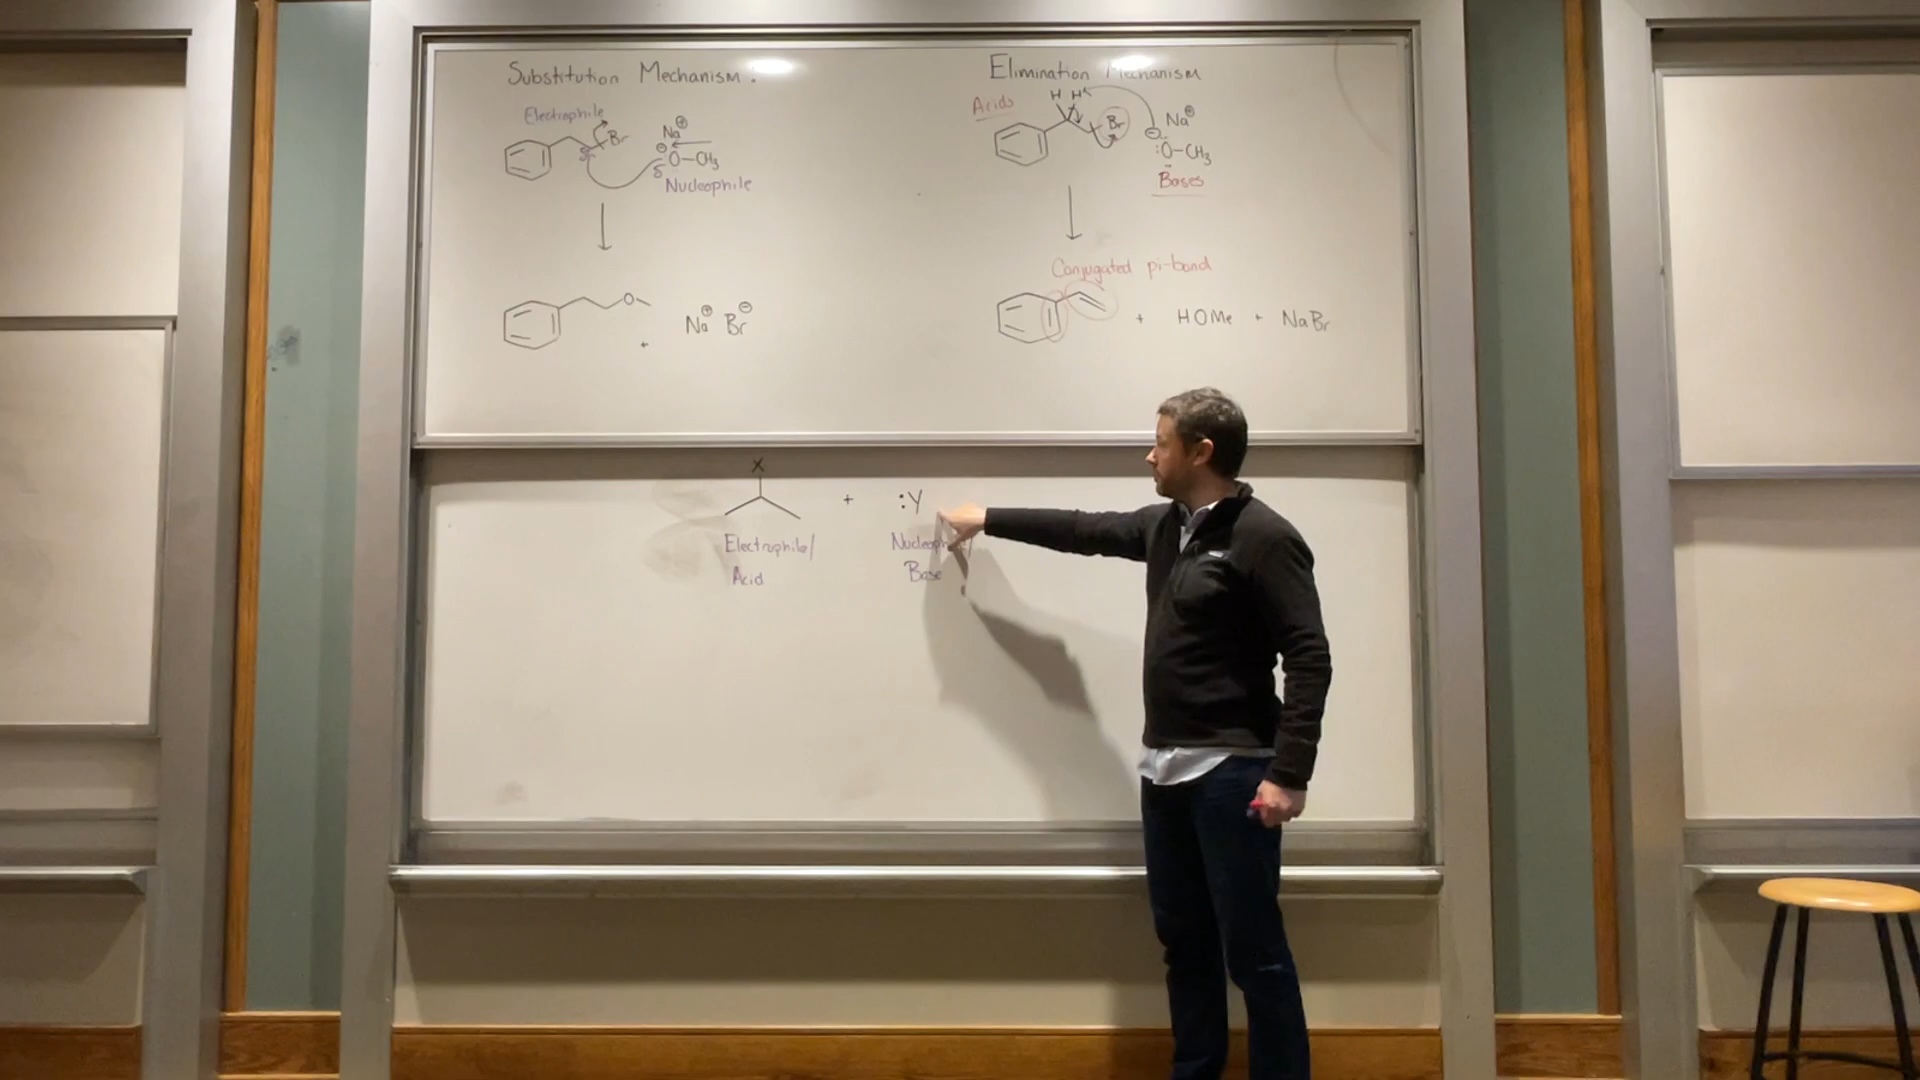 Substitution Mechanism:
Electrophile
Br
Na⊕
⊖
O-CH3
Nucleophile
O
Na⊕ Br⊖
+
Elimination Mechanism
Acids
H H
Br
Na⊕
⊖
:O-CH3
Bases
Conjugated pi-bond
+ HOMe + NaBr
X
+ :Y
Electrophile/
Acid
Base